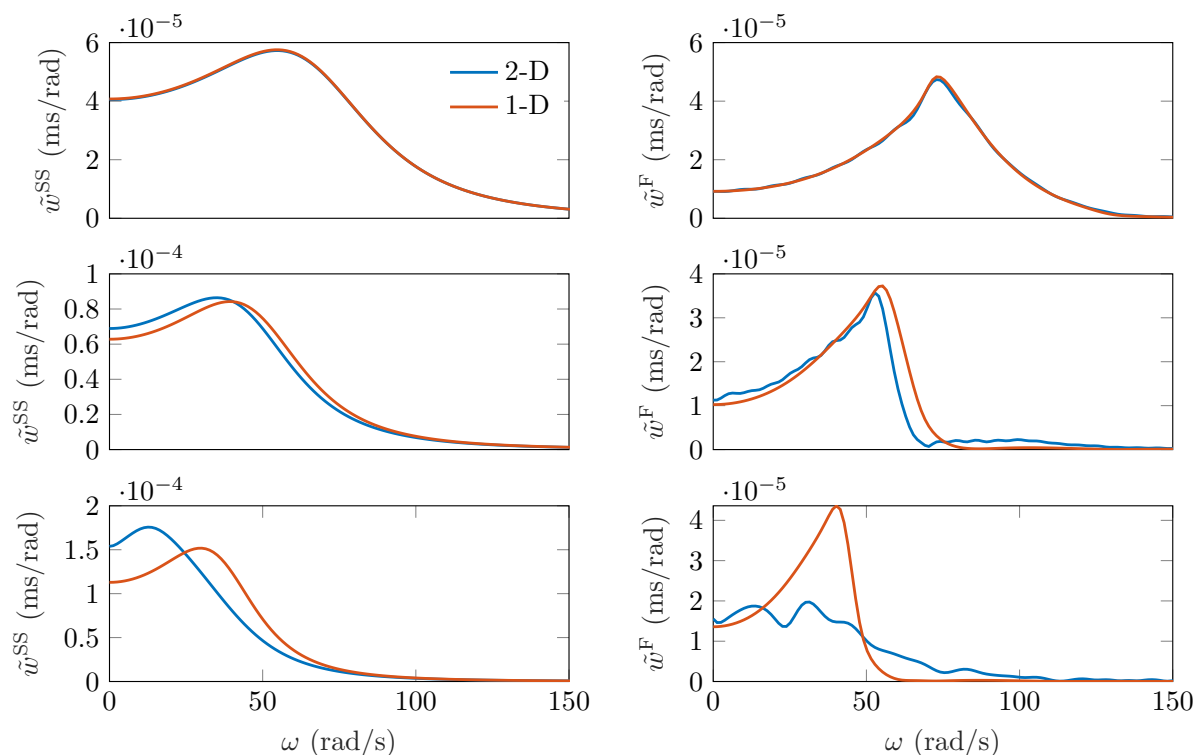 ·10⁻⁵
6
4
2
0
w̃^SS (ms/rad)
2-D
1-D
·10⁻⁵
6
4
2
0
w̃^F (ms/rad)
·10⁻⁴
1
0.8
0.6
0.4
0.2
0
w̃^SS (ms/rad)
·10⁻⁵
4
3
2
1
0
w̃^F (ms/rad)
·10⁻⁴
2
1.5
1
0.5
0
w̃^SS (ms/rad)
0 50 100 150
ω (rad/s)
·10⁻⁵
4
3
2
1
0
w̃^F (ms/rad)
0 50 100 150
ω (rad/s)